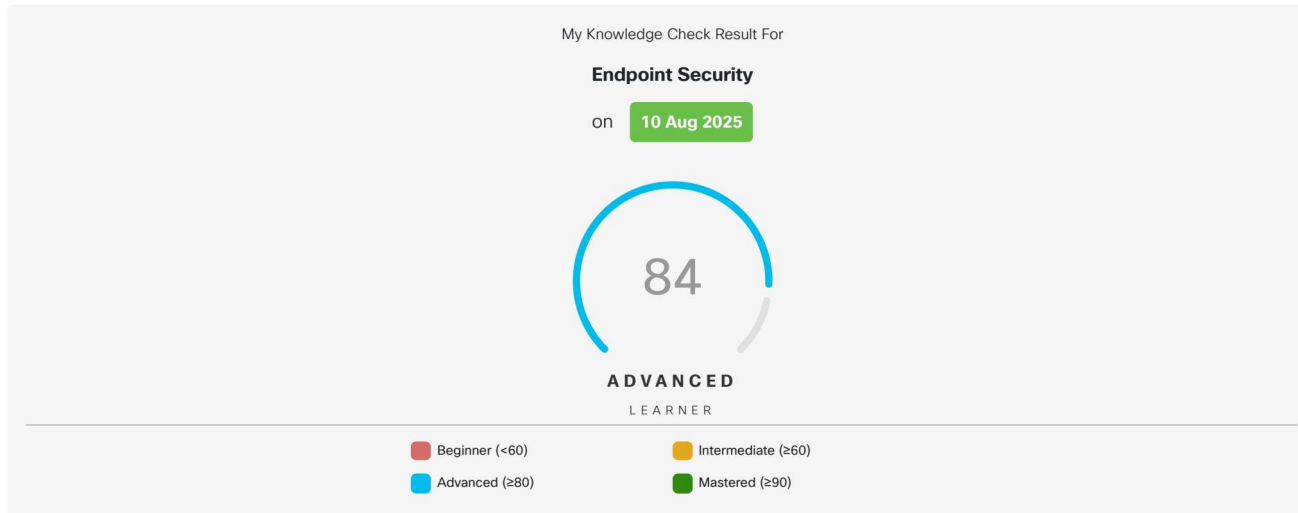 My Knowledge Check Result For
Endpoint Security
on 10 Aug 2025
84
ADVANCED
LEARNER
Beginner (<60) Intermediate (≥60)
Advanced (≥80) Mastered (≥90)